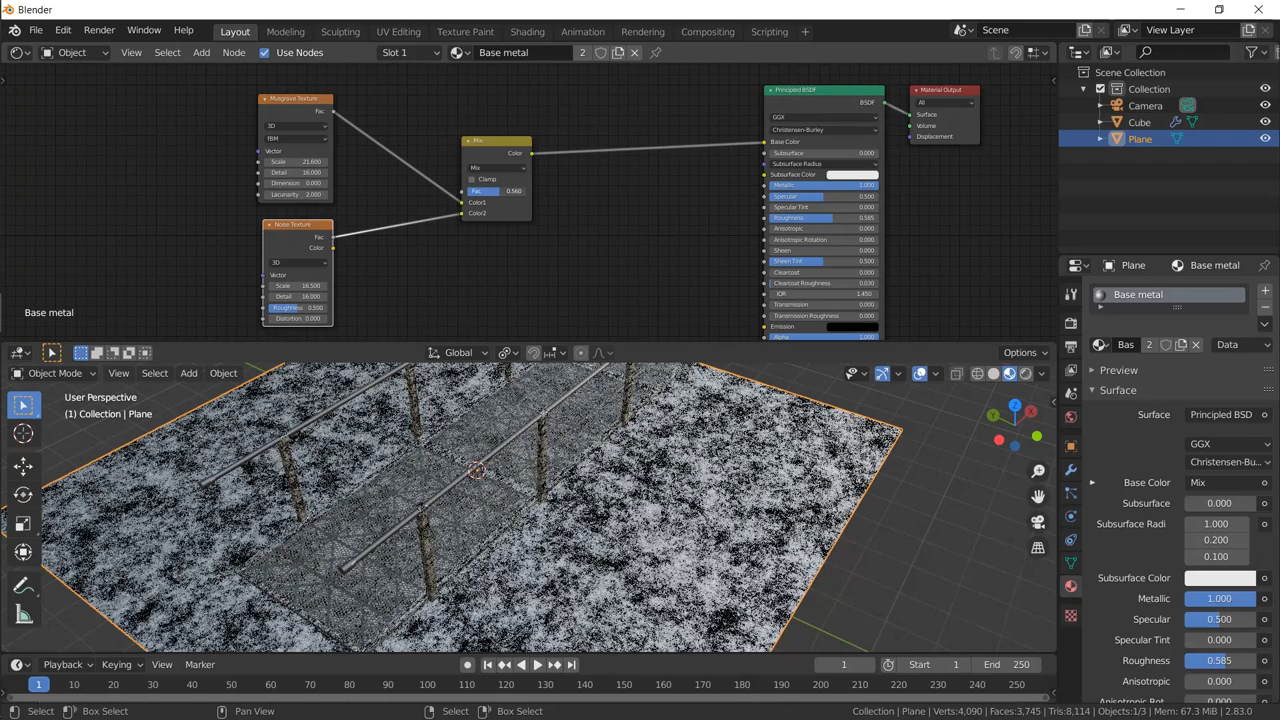 Blender
File Edit Render Window Help Layout Modeling Sculpting UV Editing Texture Paint Shading Animation Rendering Compositing Scripting + Scene View Layer
Object View Select Add Node Use Nodes Slot 1 Base metal 2
Musgrave Texture
Fac
3D
fBM
Vector
Scale 21.600
Detail 16.000
Dimension 0.000
Lacunarity 2.000
Noise Texture
Fac
Color
3D
Vector
Scale 16.500
Detail 16.000
Roughness 0.500
Distortion 0.000
Mix
Color
Mix
Clamp
Fac 0.560
Color1
Color2
Principled BSDF
BSDF
GGX
Christensen-Burley
Base Color
Subsurface 0.000
Subsurface Radius
Subsurface Color
Metallic 1.000
Specular 0.500
Specular Tint 0.000
Roughness 0.585
Anisotropic 0.000
Anisotropic Rotation 0.000
Sheen 0.000
Sheen Tint 0.500
Clearcoat 0.000
Clearcoat Roughness 0.030
IOR 1.450
Transmission 0.000
Transmission Roughness 0.000
Emission
Alpha 1.000
Material Output
All
Surface
Volume
Displacement
Base metal
Scene Collection
Collection
Camera
Cube
Plane
Plane Base metal
Base metal
Bas 2 Data
Preview
Surface
Surface Principled BSD
GGX
Christensen-Bu...
Base Color Mix
Subsurface 0.000
Subsurface Radi 1.000
0.200
0.100
Subsurface Color
Metallic 1.000
Specular 0.500
Specular Tint 0.000
Roughness 0.585
Anisotropic 0.000
Anisotropic Rot 0.000
Global Options
Object Mode View Select Add Object
User Perspective
(1) Collection | Plane
X
Y
Z
Playback Keying View Marker 1 Start 1 End 250
1 10 20 30 40 50 60 70 80 90 100 110 120 130 140 150 160 170 180 190 200 210 220 230 240 250
Select Box Select Pan View Select Box Select Collection | Plane | Verts:4,090 | Faces:3,745 | Tris:8,114 | Objects:1/3 | Mem: 67.3 MiB | 2.83.0